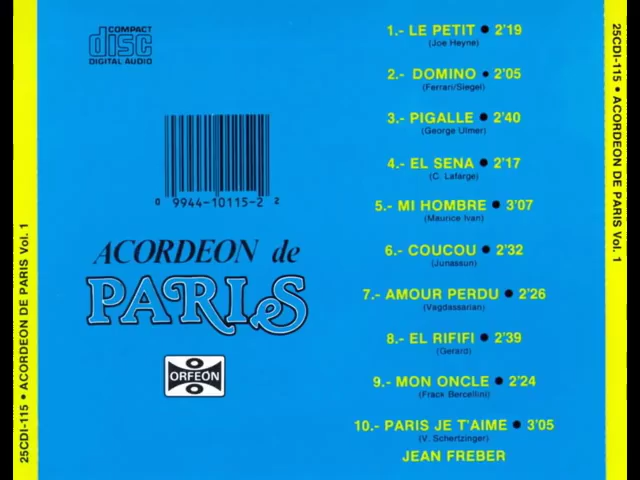 COMPACT
disc
DIGITAL AUDIO
0 9944-10115-2 2
ACORDEON de
PARIS
ORFEÓN
1.- LE PETIT • 2'19
(Joe Heyne)
2.- DOMINO • 2'05
(Ferrari/Siegel)
3.- PIGALLE • 2'40
(George Ulmer)
4.- EL SENA • 2'17
(C. Lafarge)
5.- MI HOMBRE • 3'07
(Maurice Ivan)
6.- COUCOU • 2'32
(Junassun)
7.- AMOUR PERDU • 2'26
(Vagdassarian)
8.- EL RIFIFI • 2'39
(Gerard)
9.- MON ONCLE • 2'24
(Frack Bercellini)
10.- PARIS JE T'AIME • 3'05
(V. Schertzinger)
JEAN FREBER
25CDI-115 • ACORDEON DE PARIS Vol. 1
25CDI-115 • ACORDEON DE PARIS Vol. 1